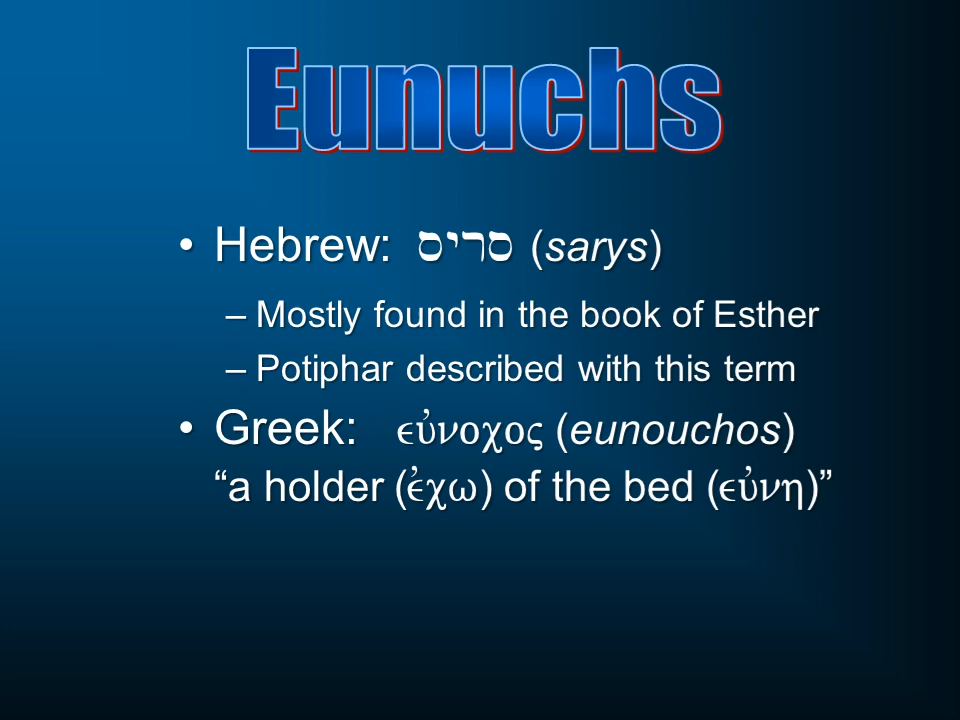 Eunuchs
• Hebrew: סריס (sarys)
– Mostly found in the book of Esther
– Potiphar described with this term
• Greek: εὐνοχος (eunouchos)
“a holder (ἐχω) of the bed (εὐνη)”